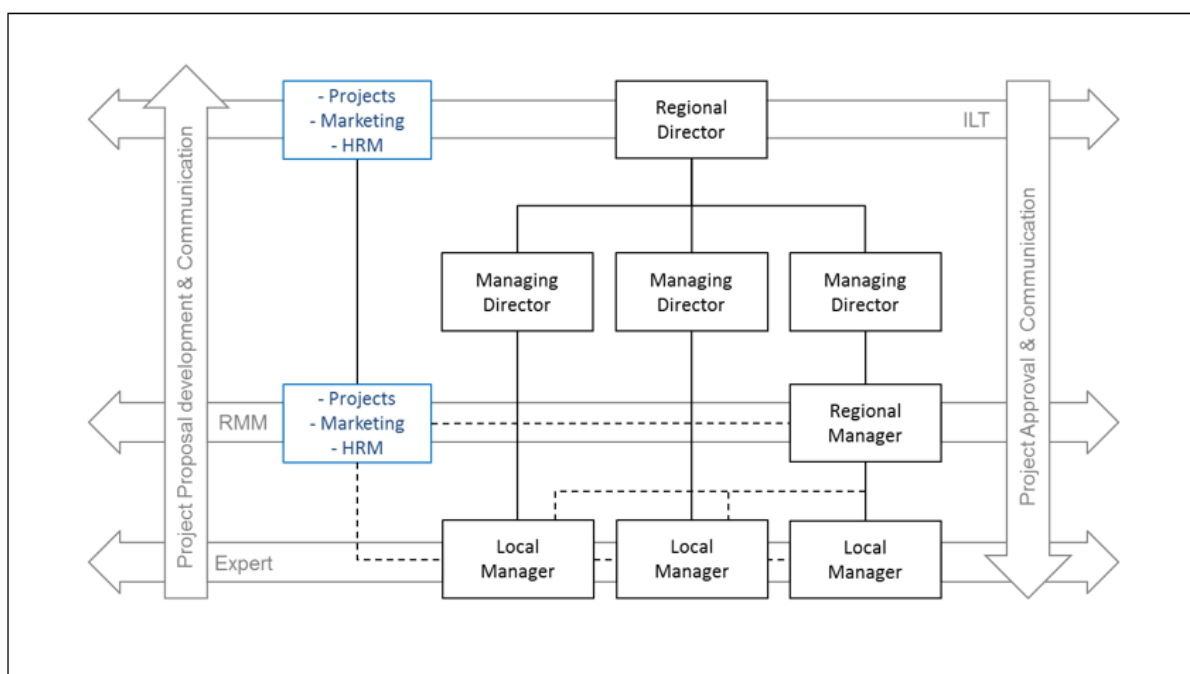 Project Proposal development & Communication
- Projects
- Marketing
- HRM
Regional
Director
ILT
Project Approval & Communication
Managing
Director
Managing
Director
Managing
Director
RMM
- Projects
- Marketing
- HRM
Regional
Manager
Expert
Local
Manager
Local
Manager
Local
Manager